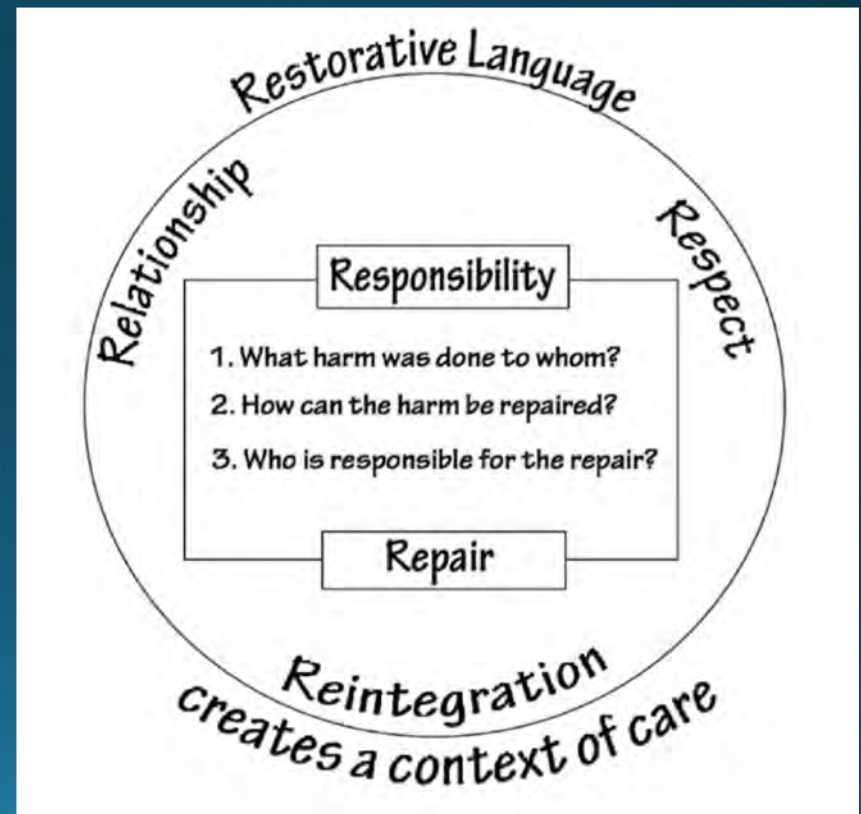 Restorative Language
Relationship
Respect
Responsibility
1. What harm was done to whom?
2. How can the harm be repaired?
3. Who is responsible for the repair?
Repair
Reintegration
creates a context of care